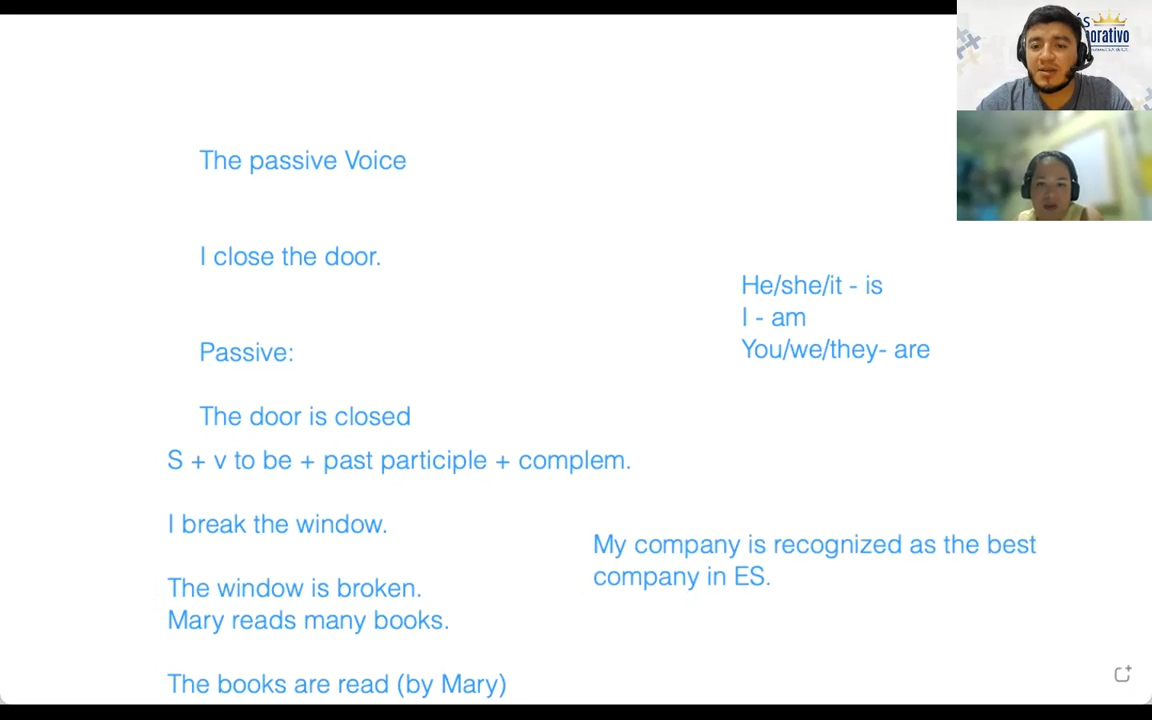 The passive Voice
I close the door.
He/she/it - is
I - am
You/we/they- are
Passive:
The door is closed
S + v to be + past participle + complem.
I break the window.
My company is recognized as the best
company in ES.
The window is broken.
Mary reads many books.
The books are read (by Mary)